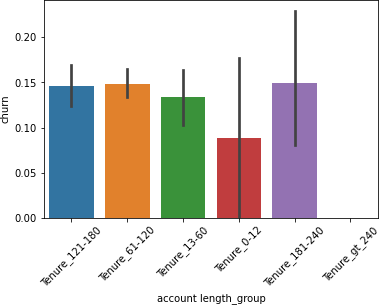 0.20
0.15
0.10
0.05
0.00
churn
Tenure_121-180
Tenure_61-120
Tenure_13-60
Tenure_0-12
Tenure_181-240
Tenure_gt_240
account length_group